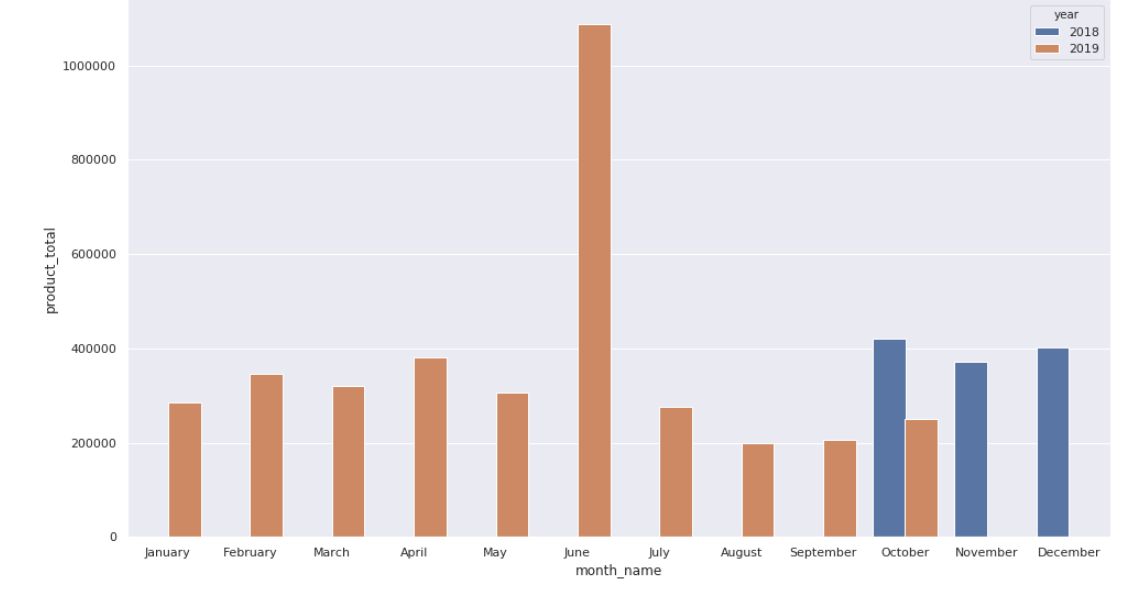 year
2018
2019
1000000
800000
600000
400000
200000
0
product_total
January February March April May June July August September October November December
month_name